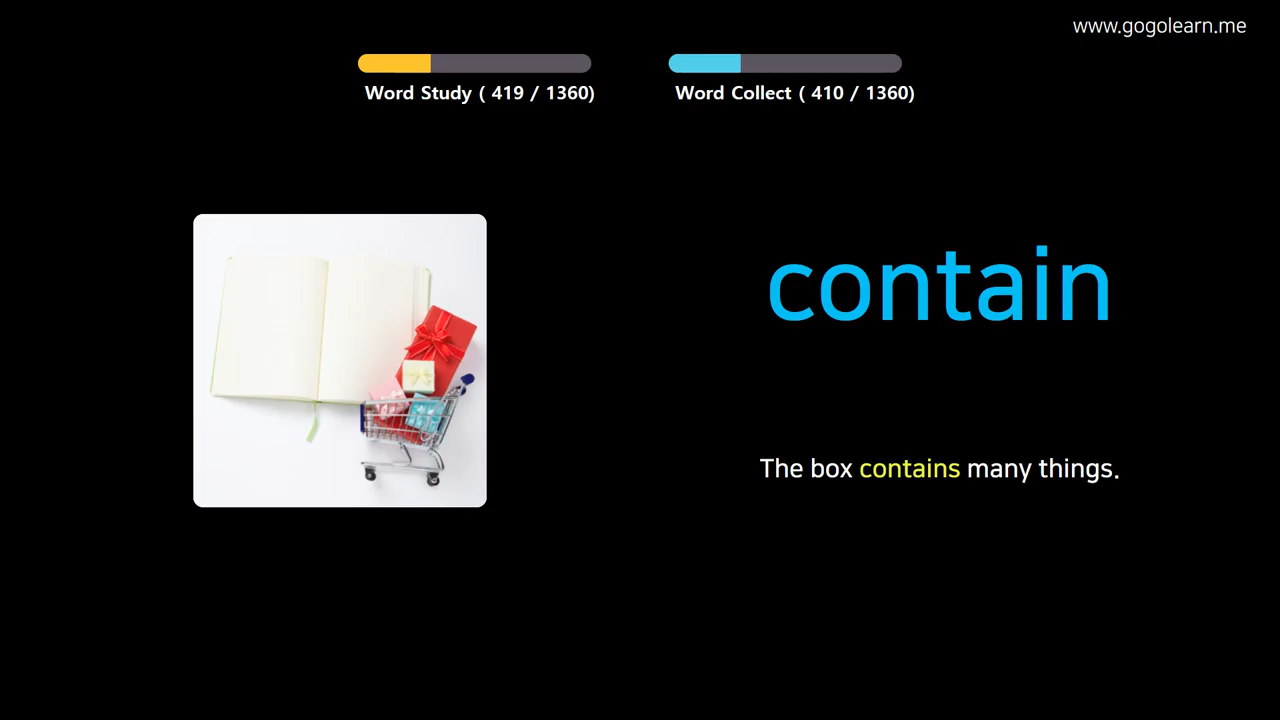 www.gogolearn.me
Word Study ( 419 / 1360)
Word Collect ( 410 / 1360)
contain
The box contains many things.